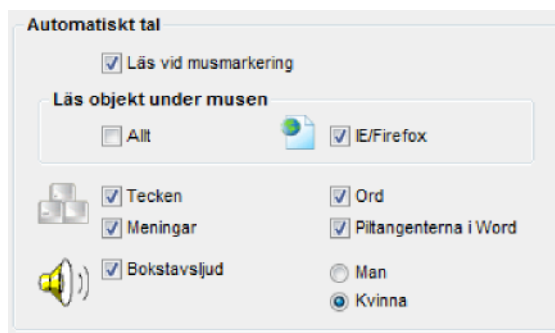 Automatiskt tal
Läs vid musmarkering
Läs objekt under musen
Allt
IE/Firefox
Tecken
Ord
Meningar
Piltangenterna i Word
Bokstavsljud
Man
Kvinna